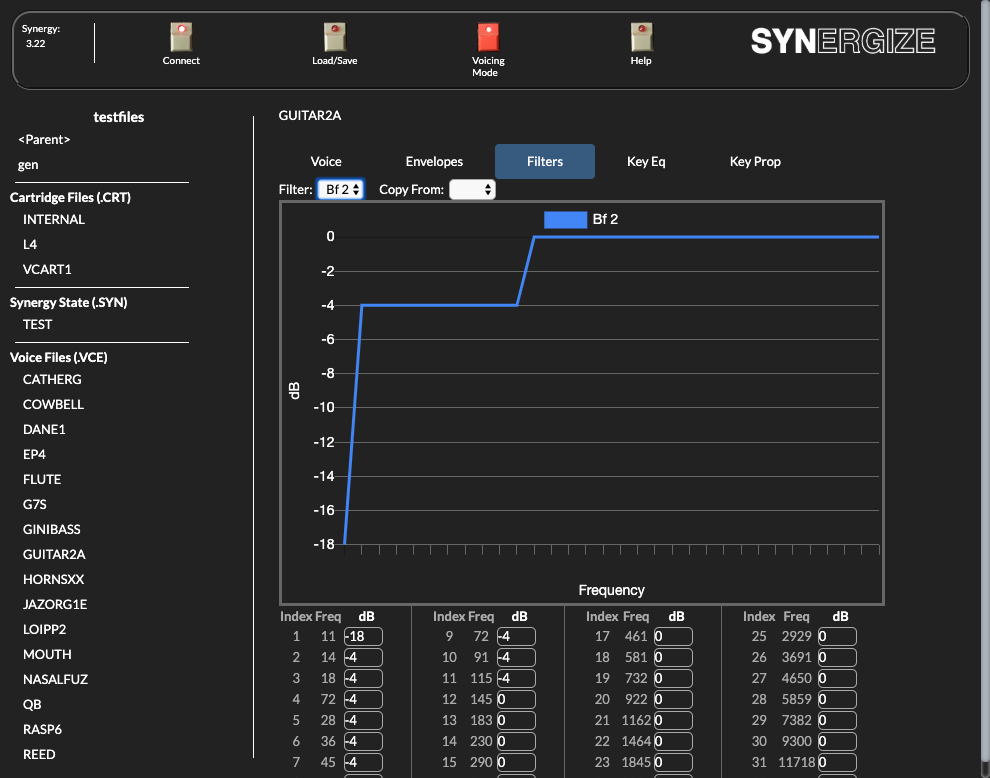 Synergy:
3.22
Connect
Load/Save
Voicing
Mode
Help
SYNERGIZE
testfiles
<Parent>
gen
Cartridge Files (.CRT)
INTERNAL
L4
VCART1
Synergy State (.SYN)
TEST
Voice Files (.VCE)
CATHERG
COWBELL
DANE1
EP4
FLUTE
G7S
GINIBASS
GUITAR2A
HORNSXX
JAZORG1E
LOIPP2
MOUTH
NASALFUZ
QB
RASP6
REED
GUITAR2A
Voice Envelopes Filters Key Eq Key Prop
Filter: Bf 2 Copy From:
Bf 2
0
-2
-4
-6
-8
-10
-12
-14
-16
-18
dB
Frequency
Index Freq dB Index Freq dB Index Freq dB Index Freq dB
1 11 -18 9 72 -4 17 461 0 25 2929 0
2 14 -4 10 91 -4 18 581 0 26 3691 0
3 18 -4 11 115 -4 19 732 0 27 4650 0
4 72 -4 12 145 0 20 922 0 28 5859 0
5 28 -4 13 183 0 21 1162 0 29 7382 0
6 36 -4 14 230 0 22 1464 0 30 9300 0
7 45 -4 15 290 0 23 1845 0 31 11718 0